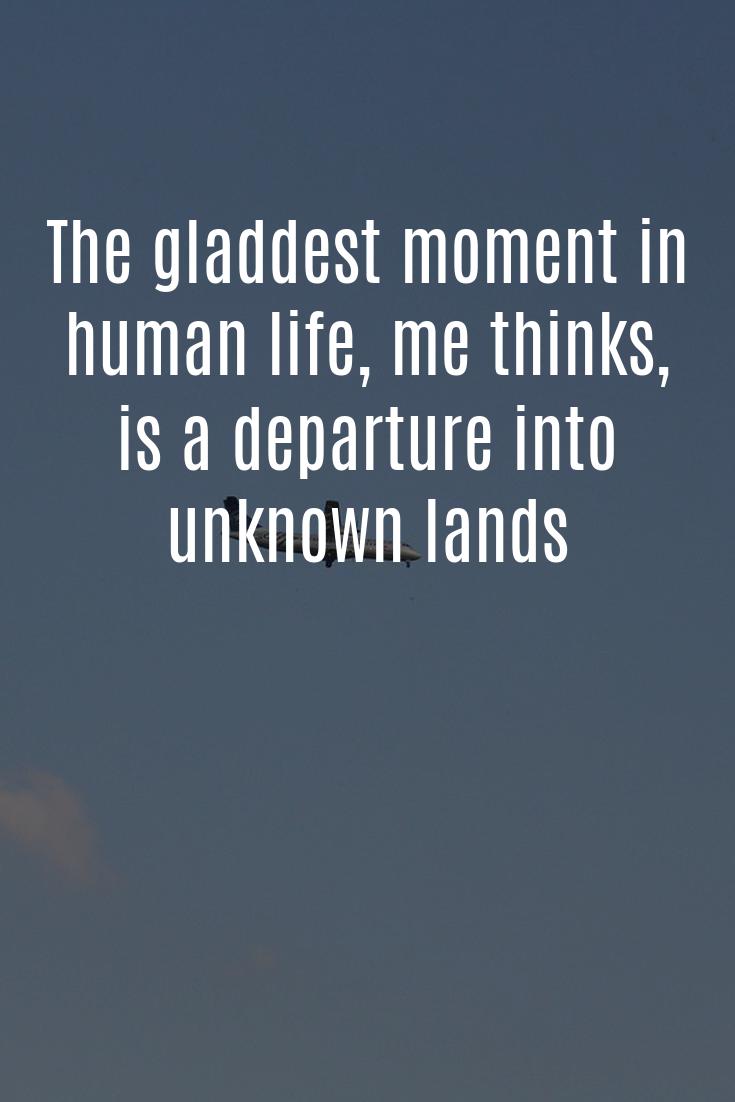 The gladdest moment in
human life, me thinks,
is a departure into
unknown lands